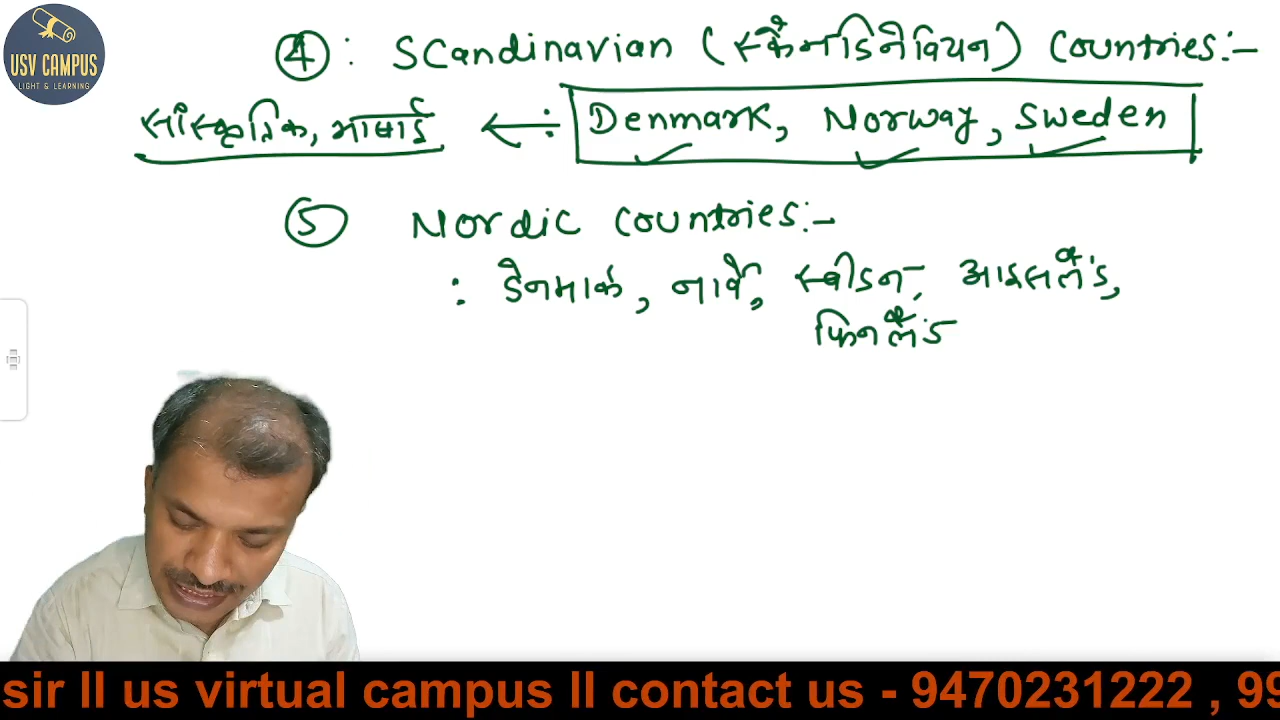 USV CAMPUS
LIGHT & LEARNING
④ : Scandinavian (स्कैनडिनेवियन) Countries:-
सांस्कृतिक, भाषाई ← : Denmark, Norway, Sweden
⑤ Nordic Countries:-
: डेनमार्क, नार्वे, स्वीडन, आइसलैंड,
फिनलैंड
sir ll us virtual campus ll contact us - 9470231222 , 99